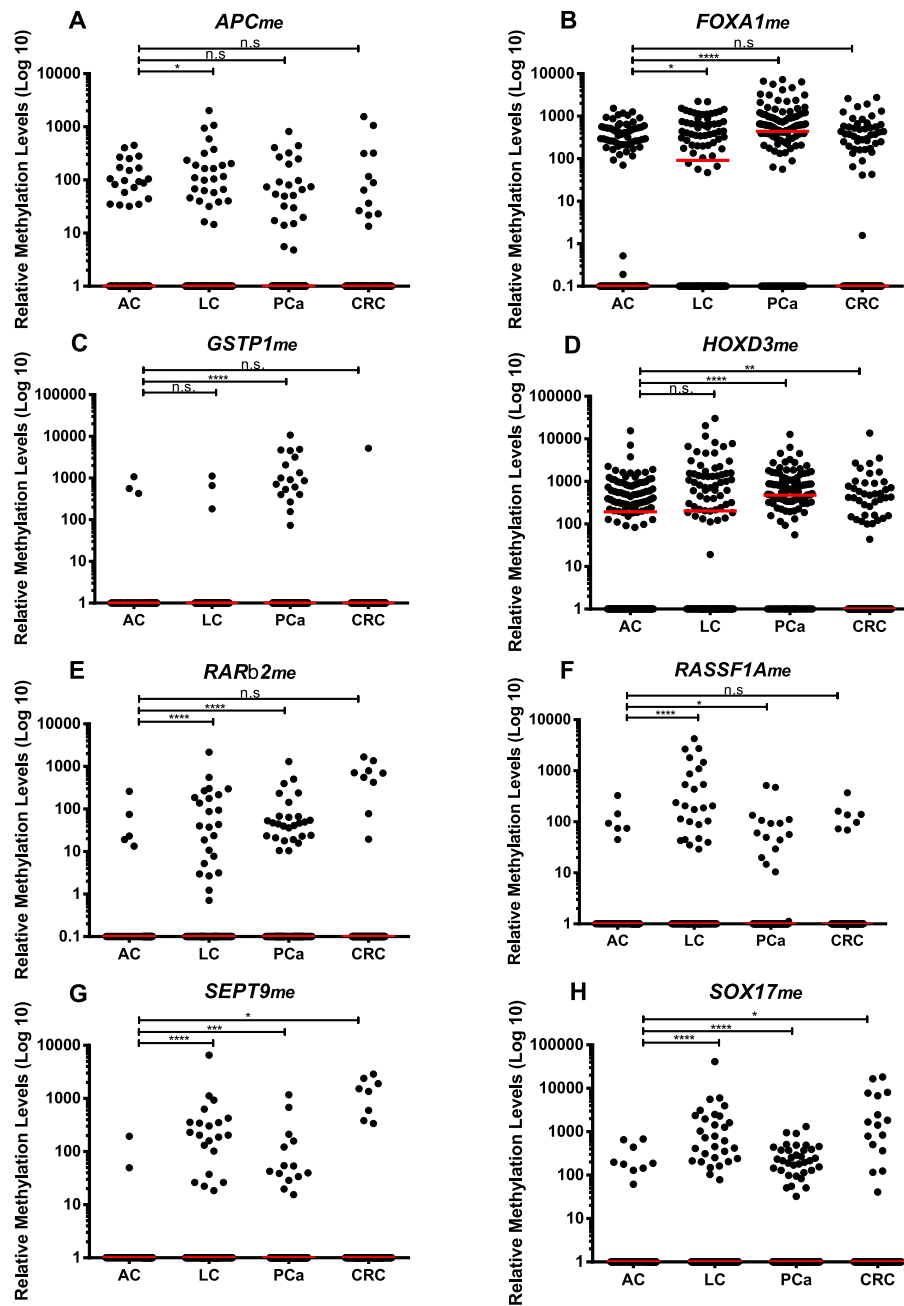 A
APCme
n.s
n.s
*
Relative Methylation Levels (Log 10)
10000
1000
100
10
1
AC LC PCa CRC
B
FOXA1me
n.s
****
*
Relative Methylation Levels (Log 10)
10000
1000
100
10
1
0.1
AC LC PCa CRC
C
GSTP1me
n.s.
****
n.s.
Relative Methylation Levels (Log 10)
100000
10000
1000
100
10
1
AC LC PCa CRC
D
HOXD3me
**
****
n.s.
Relative Methylation Levels (Log 10)
100000
10000
1000
100
10
1
AC LC PCa CRC
E
RARb2me
n.s
****
****
Relative Methylation Levels (Log 10)
10000
1000
100
10
1
0.1
AC LC PCa CRC
F
RASSF1Ame
n.s
*
****
Relative Methylation Levels (Log 10)
10000
1000
100
10
1
AC LC PCa CRC
G
SEPT9me
*
***
****
Relative Methylation Levels (Log 10)
10000
1000
100
10
1
AC LC PCa CRC
H
SOX17me
*
****
****
Relative Methylation Levels (Log 10)
100000
10000
1000
100
10
1
AC LC PCa CRC